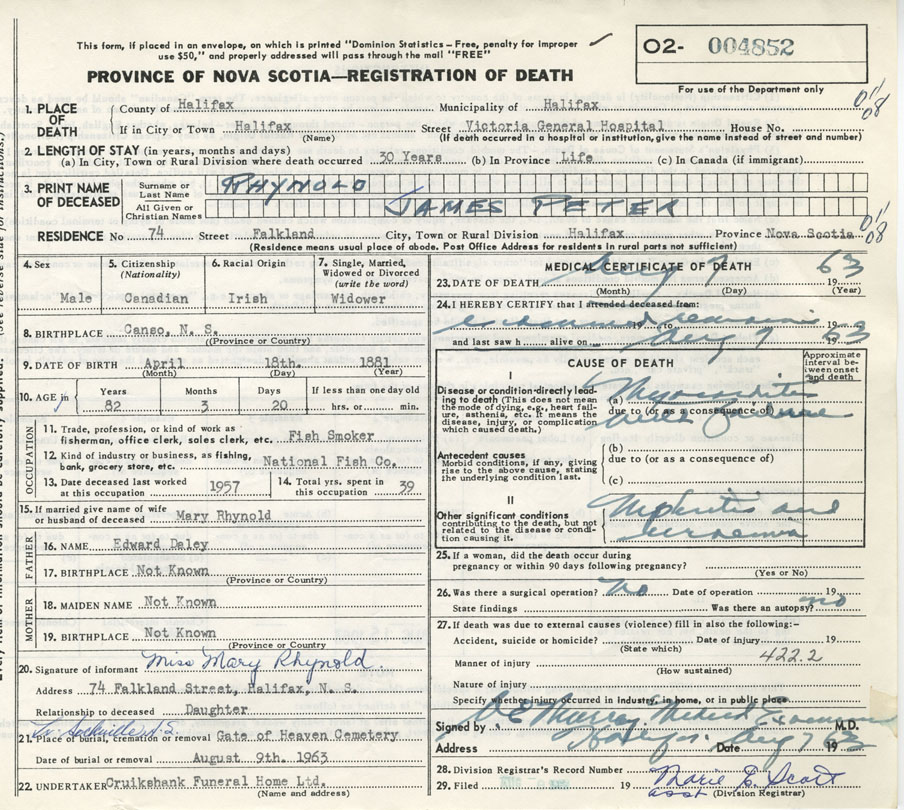 This form, if placed in an envelope, on which is printed "Dominion Statistics—Free, penalty for improper
use $50," and properly addressed will pass through the mail "FREE"
O2- 004852
For use of the Department only
PROVINCE OF NOVA SCOTIA—REGISTRATION OF DEATH
1. PLACE OF DEATH
County of Halifax Municipality of Halifax
If in City or Town Halifax Street Victoria General Hospital House No.
(Name) (If death occurred in hospital or institution, give the name instead of street and number)
2. LENGTH OF STAY (in years, months and days)
(a) In City, Town or Rural Division where death occurred 30 Years (b) In Province Life (c) In Canada (if immigrant)
3. PRINT NAME OF DECEASED
Surname or Last Name RHYNOLD
All Given or Christian Names JAMES PETER
RESIDENCE No 74 Street Falkland City, Town or Rural Division Halifax Province Nova Scotia
(Residence means usual place of abode. Post Office Address for residents in rural parts not sufficient)
4. Sex Male
5. Citizenship (Nationality) Canadian
6. Racial Origin Irish
7. Single, Married, Widowed or Divorced (write the word) Widower
8. BIRTHPLACE Canso, N. S.
(Province or Country)
9. DATE OF BIRTH April 18th. 1881
(Month) (Day) (Year)
10. AGE in Years 82 Months 3 Days 20 If less than one day old hrs. or min.
OCCUPATION
11. Trade, profession, or kind of work as fisherman, office clerk, sales clerk, etc. Fish Smoker
12. Kind of industry or business, as fishing, bank, grocery store, etc. National Fish Co.
13. Date deceased last worked at this occupation 1957
14. Total yrs. spent in this occupation 39
15. If married give name of wife or husband of deceased Mary Rhynold
FATHER
16. NAME Edward Daley
17. BIRTHPLACE Not Known
(Province or Country)
MOTHER
18. MAIDEN NAME Not Known
19. BIRTHPLACE Not Known
(Province or Country)
20. Signature of informant Miss Mary Rhynold.
Address 74 Falkland Street, Halifax, N. S.
Relationship to deceased Daughter
21. Place of burial, cremation or removal Gate of Heaven Cemetery
Date of burial or removal August 9th. 1963
22. UNDERTAKER Cruikshank Funeral Home Ltd.
(Name and address)
MEDICAL CERTIFICATE OF DEATH
23. DATE OF DEATH Aug 7 1963
(Month) (Day) (Year)
24. I HEREBY CERTIFY that I attended deceased from:
19 to 19
and last saw h alive on Aug 7 1963
CAUSE OF DEATH
Approximate interval between onset and death
I
Disease or condition directly leading to death (This does not mean the mode of dying, e.g., heart failure, asthenia, etc. It means the disease, injury, or complication which caused death.)
(a) Myocarditis with
due to (or as a consequence of)
Antecedent causes
Morbid conditions, if any, giving rise to the above cause, stating the underlying condition last.
(b)
due to (or as a consequence of)
(c)
II
Other significant conditions contributing to the death, but not related to the disease or condition causing it.
Nephritis and
uraemia
25. If a woman, did the death occur during pregnancy or within 90 days following pregnancy?
(Yes or No)
26. Was there a surgical operation? No Date of operation 19
State findings Was there an autopsy? no
27. If death was due to external causes (violence) fill in also the following:-
Accident, suicide or homicide? Date of injury 19
(State which)
422.2
Manner of injury
(How sustained)
Nature of injury
Specify whether injury occurred in industry, in home, or in public place
Signed by Murray Medical Examiner M.D.
Address Halifax Date Aug 7 1963
28. Division Registrar's Record Number
29. Filed 19 Marie E. Scott
asst (Division Registrar)